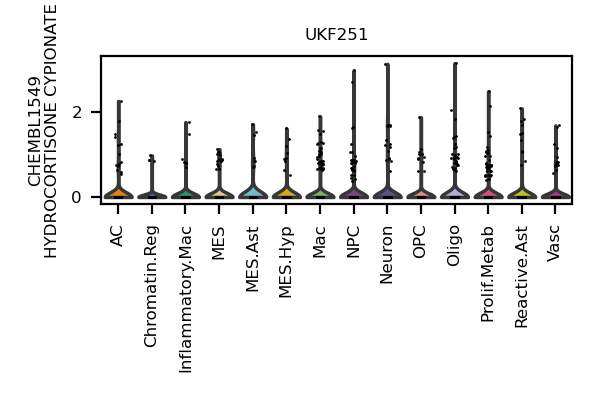 UKF251
CHEMBL1549
HYDROCORTISONE CYPIONATE
2
0
AC
Chromatin.Reg
Inflammatory.Mac
MES
MES.Ast
MES.Hyp
Mac
NPC
Neuron
OPC
Oligo
Prolif.Metab
Reactive.Ast
Vasc